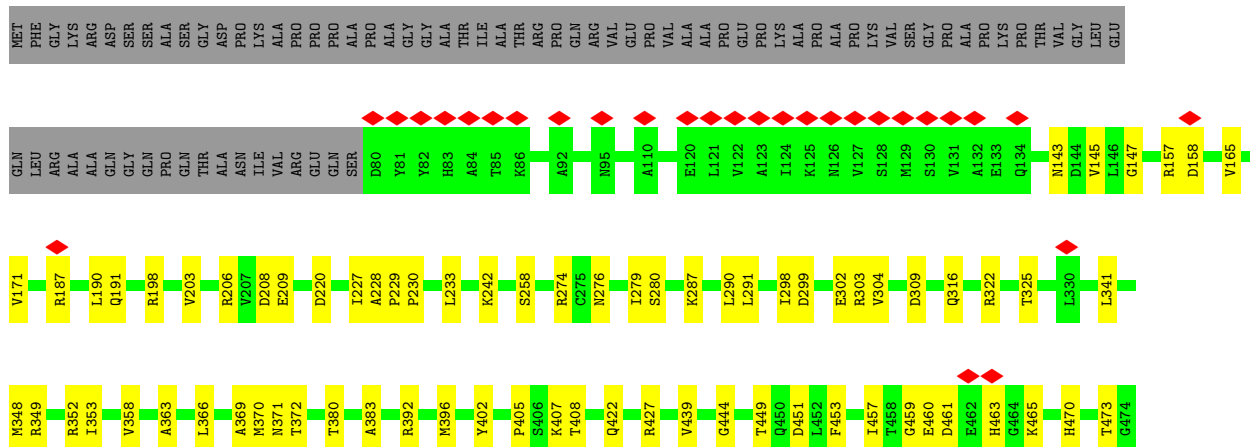 MET PHE GLY LYS ARG ASP SER SER ALA SER GLY ASP PRO LYS ALA PRO PRO PRO ALA PRO ALA GLY GLY ALA THR ILE ALA THR ARG PRO GLN ARG VAL GLU PRO VAL ALA ALA PRO GLU PRO LYS ALA PRO ALA PRO LYS VAL SER GLY PRO ALA PRO LYS PRO THR VAL GLY LEU GLU
GLN LEU ARG ALA ALA GLN GLY GLN PRO GLN THR ALA ASN ILE VAL ARG GLU GLN SER D80 Y81 Y82 H83 A84 T85 K86 A92 N95 A110 E120 L121 V122 A123 I124 K125 N126 V127 S128 M129 S130 V131 A132 E133 Q134 N143 D144 V145 L146 G147 R157 D158 V165
V171 R187 L190 Q191 R198 V203 R206 V207 D208 E209 D220 I227 A228 P229 P230 L233 K242 S258 R274 C275 N276 I279 S280 K287 L290 L291 I298 D299 E302 R303 V304 D309 Q316 R322 T325 L330 L341
M348 R349 R352 I353 V358 A363 L366 A369 M370 N371 T372 T380 A383 R392 M396 Y402 P405 S406 K407 T408 Q422 R427 V439 G444 T449 Q450 D451 L452 F453 I457 T458 G459 E460 D461 E462 H463 G464 K465 H470 T473 G474